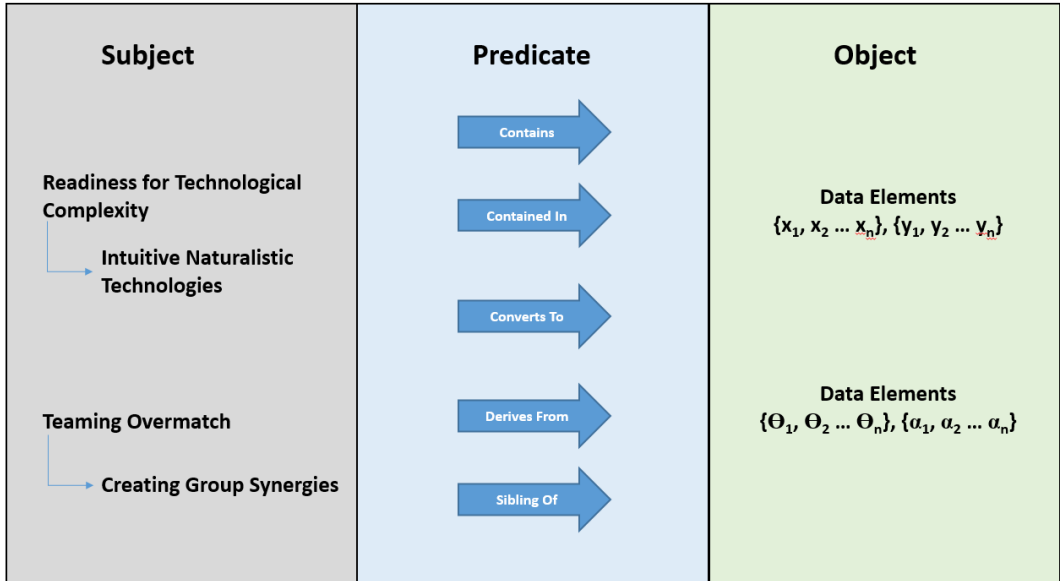 Subject
Readiness for Technological
Complexity
Intuitive Naturalistic
Technologies
Teaming Overmatch
Creating Group Synergies
Predicate
Contains
Contained In
Converts To
Derives From
Sibling Of
Object
Data Elements
{x₁, x₂ ... xₙ}, {y₁, y₂ ... yₙ}
Data Elements
{ϴ₁, ϴ₂ ... ϴₙ}, {α₁, α₂ ... αₙ}